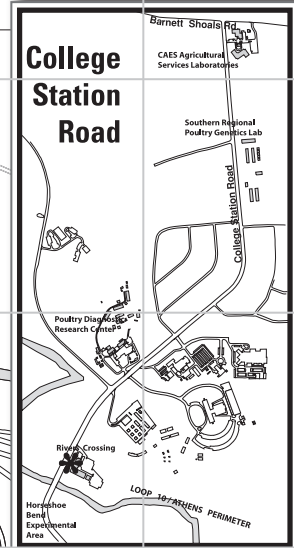 College
Station
Road
Barnett Shoals Rd
CAES Agricultural
Services Laboratories
Southern Regional
Poultry Genetics Lab
College Station Road
Poultry Diagnostic
Research Center
Rivers Crossing
Horseshoe
Bend
Experimental
Area
LOOP 10 / ATHENS PERIMETER